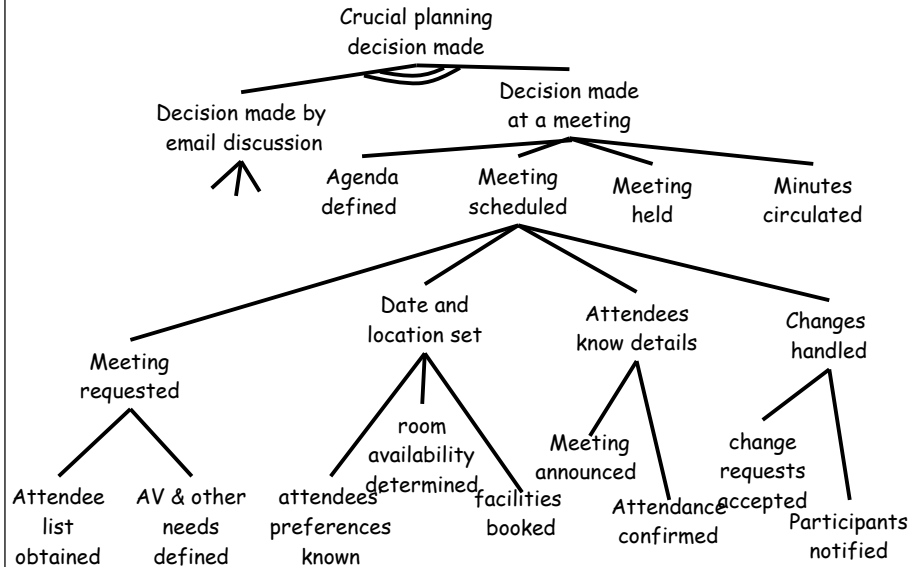 Crucial planning
decision made
Decision made by
email discussion
Decision made
at a meeting
Agenda
defined
Meeting
scheduled
Meeting
held
Minutes
circulated
Meeting
requested
Date and
location set
Attendees
know details
Changes
handled
Attendee
list
obtained
AV & other
needs
defined
attendees’
preferences
known
room
availability
determined
facilities
booked
Meeting
announced
Attendance
confirmed
change
requests
accepted
Participants
notified